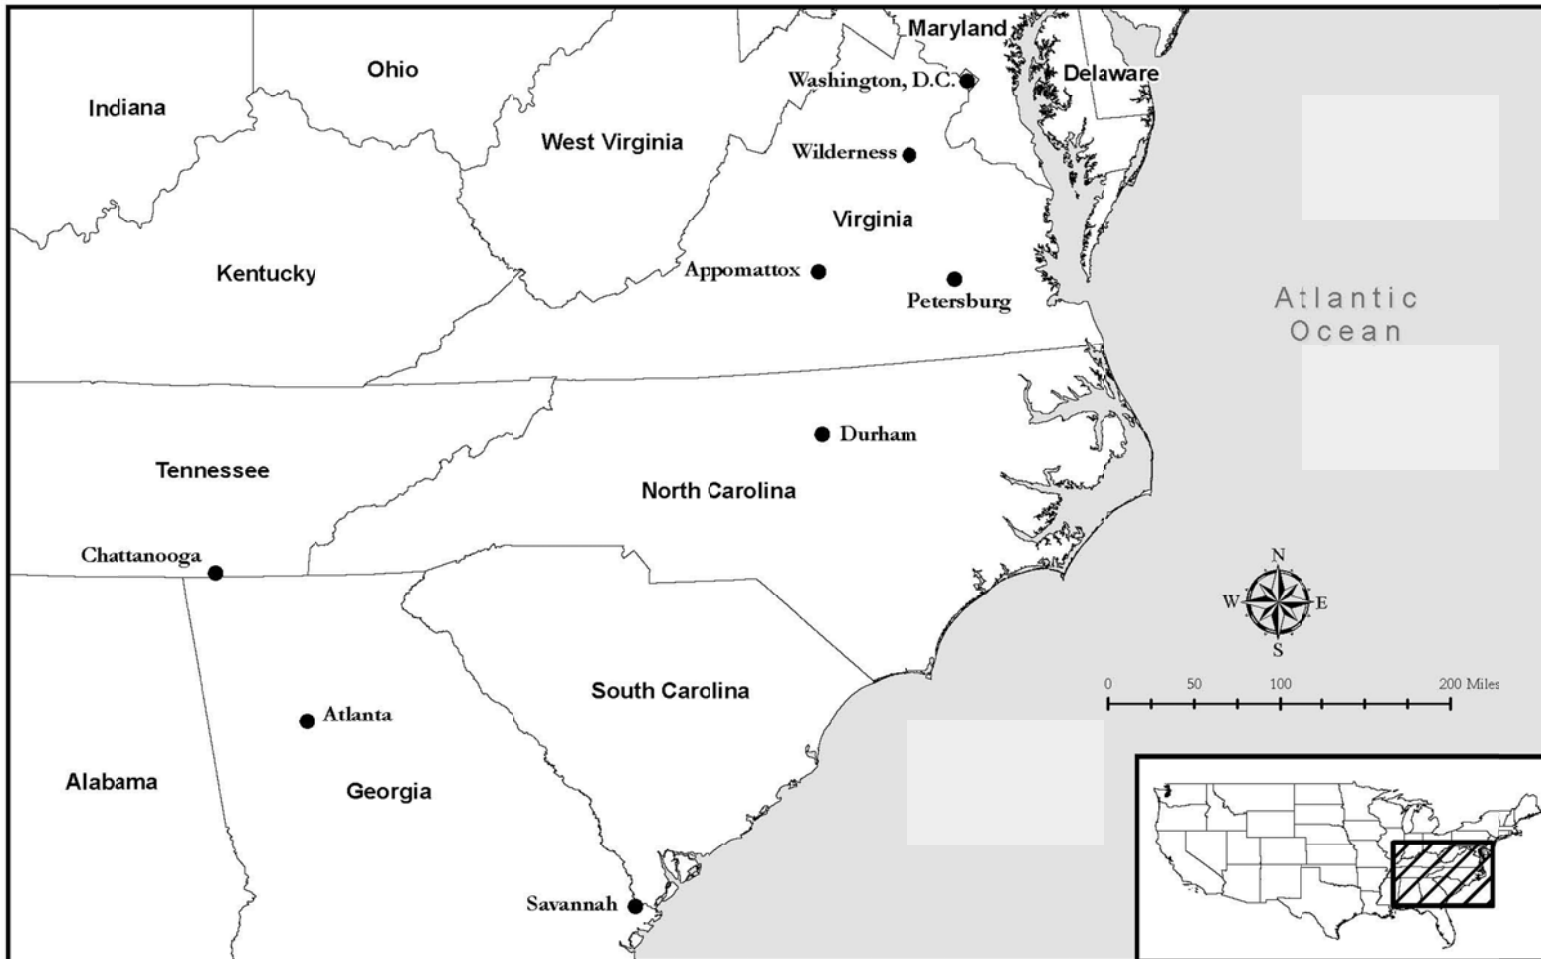 Maryland
Ohio
Delaware
Washington, D.C.
Indiana
West Virginia
Wilderness
Virginia
Kentucky
Appomattox
Petersburg
Atlantic
Ocean
Durham
Tennessee
North Carolina
Chattanooga
N
W
E
S
South Carolina
0 50 100 200 Miles
Atlanta
Alabama
Georgia
Savannah